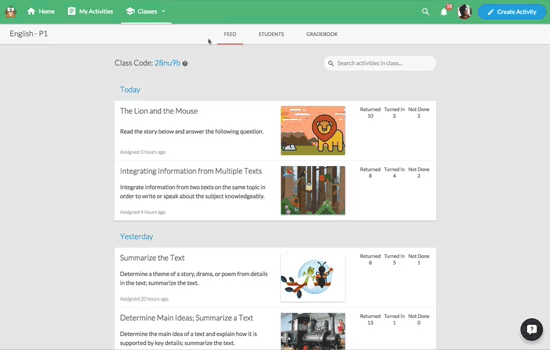 Home My Activities Classes 18 Create Activity
English - P1 FEED STUDENTS GRADEBOOK
Class Code: 28nu9b Search activities in class...
Today
The Lion and the Mouse
Returned Turned In Not Done
10 2 2
Read the story below and answer the following question.
Assigned 3 hours ago
Integrating Information from Multiple Texts
Returned Turned In Not Done
8 4 2
Integrate information from two texts on the same topic in
order to write or speak about the subject knowledgeably.
Assigned 4 hours ago
Yesterday
Summarize the Text
Returned Turned In Not Done
8 5 1
Determine a theme of a story, drama, or poem from details
in the text; summarize the text.
Assigned 20 hours ago
Determine Main Ideas; Summarize a Text
Returned Turned In Not Done
13 1 0
Determine the main idea of a text and explain how it is
supported by key details; summarize the text.